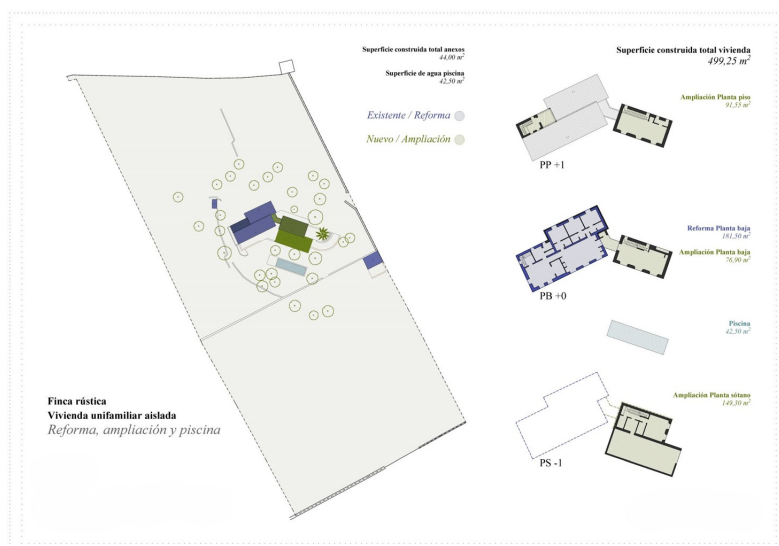 Superficie construida total anexos
44,00 m²
Superficie de agua piscina
42,50 m²
Existente / Reforma
Nuevo / Ampliación
Superficie construida total vivienda
499,25 m²
Ampliación Planta piso
91,55 m²
PP +1
Reforma Planta baja
181,50 m²
Ampliación Planta baja
76,90 m²
PB +0
Piscina
42,50 m²
Ampliación Planta sótano
149,30 m²
PS -1
Finca rústica
Vivienda unifamiliar aislada
Reforma, ampliación y piscina